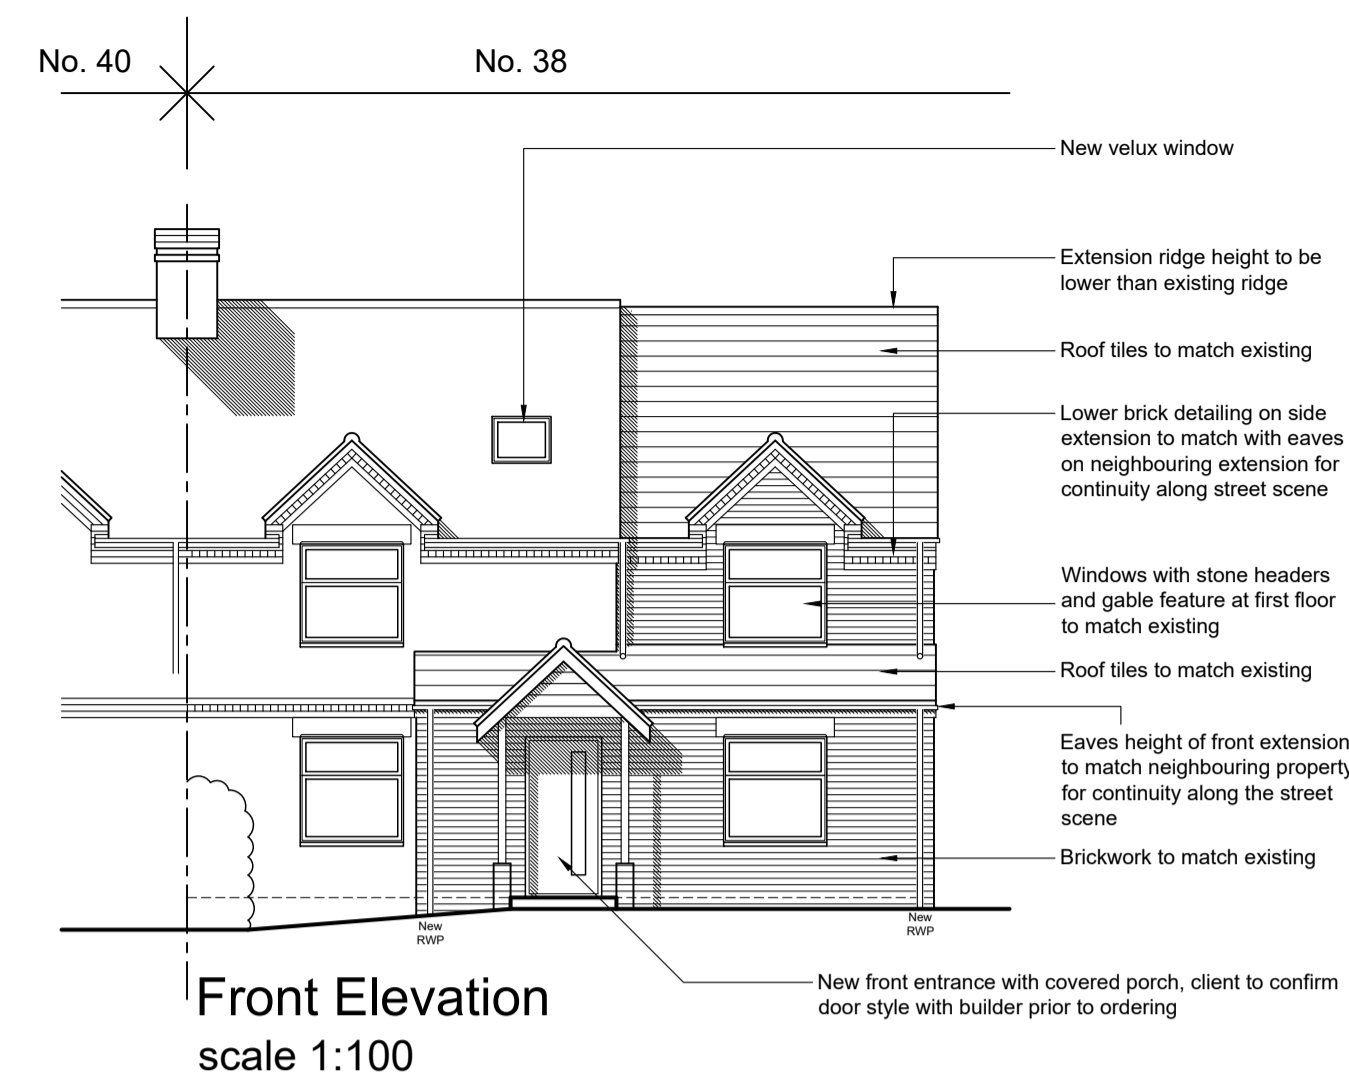 No. 40
No. 38
New velux window
Extension ridge height to be
lower than existing ridge
Roof tiles to match existing
Lower brick detailing on side
extension to match with eaves
on neighbouring extension for
continuity along street scene
Windows with stone headers
and gable feature at first floor
to match existing
Roof tiles to match existing
Eaves height of front extension
to match neighbouring property
for continuity along the street
scene
Brickwork to match existing
New
RWP
New
RWP
New front entrance with covered porch, client to confirm
door style with builder prior to ordering
Front Elevation
scale 1:100